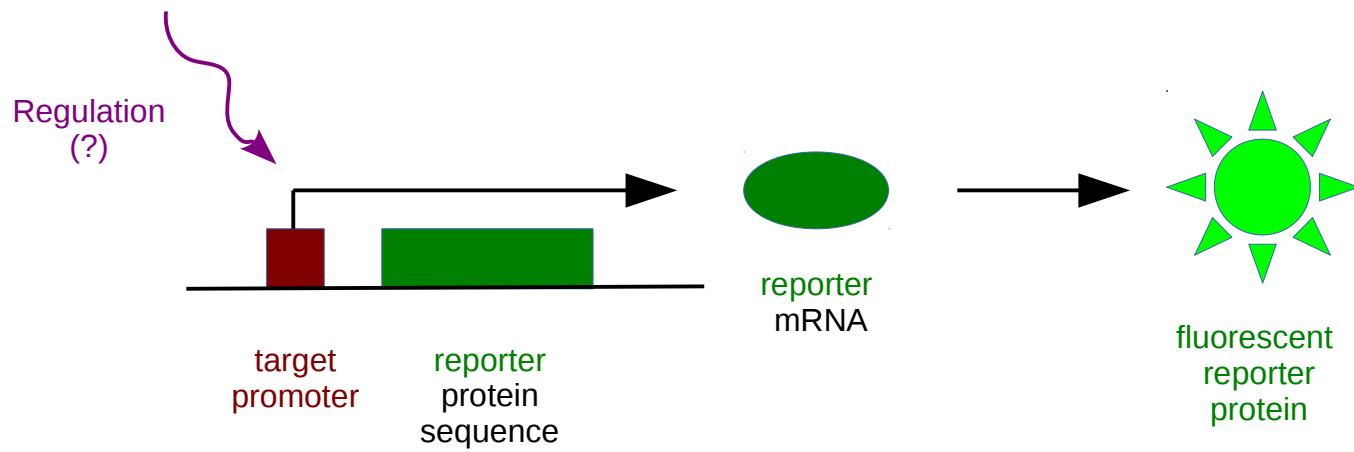 Regulation
(?)
target
promoter
reporter
protein
sequence
reporter
mRNA
fluorescent
reporter
protein